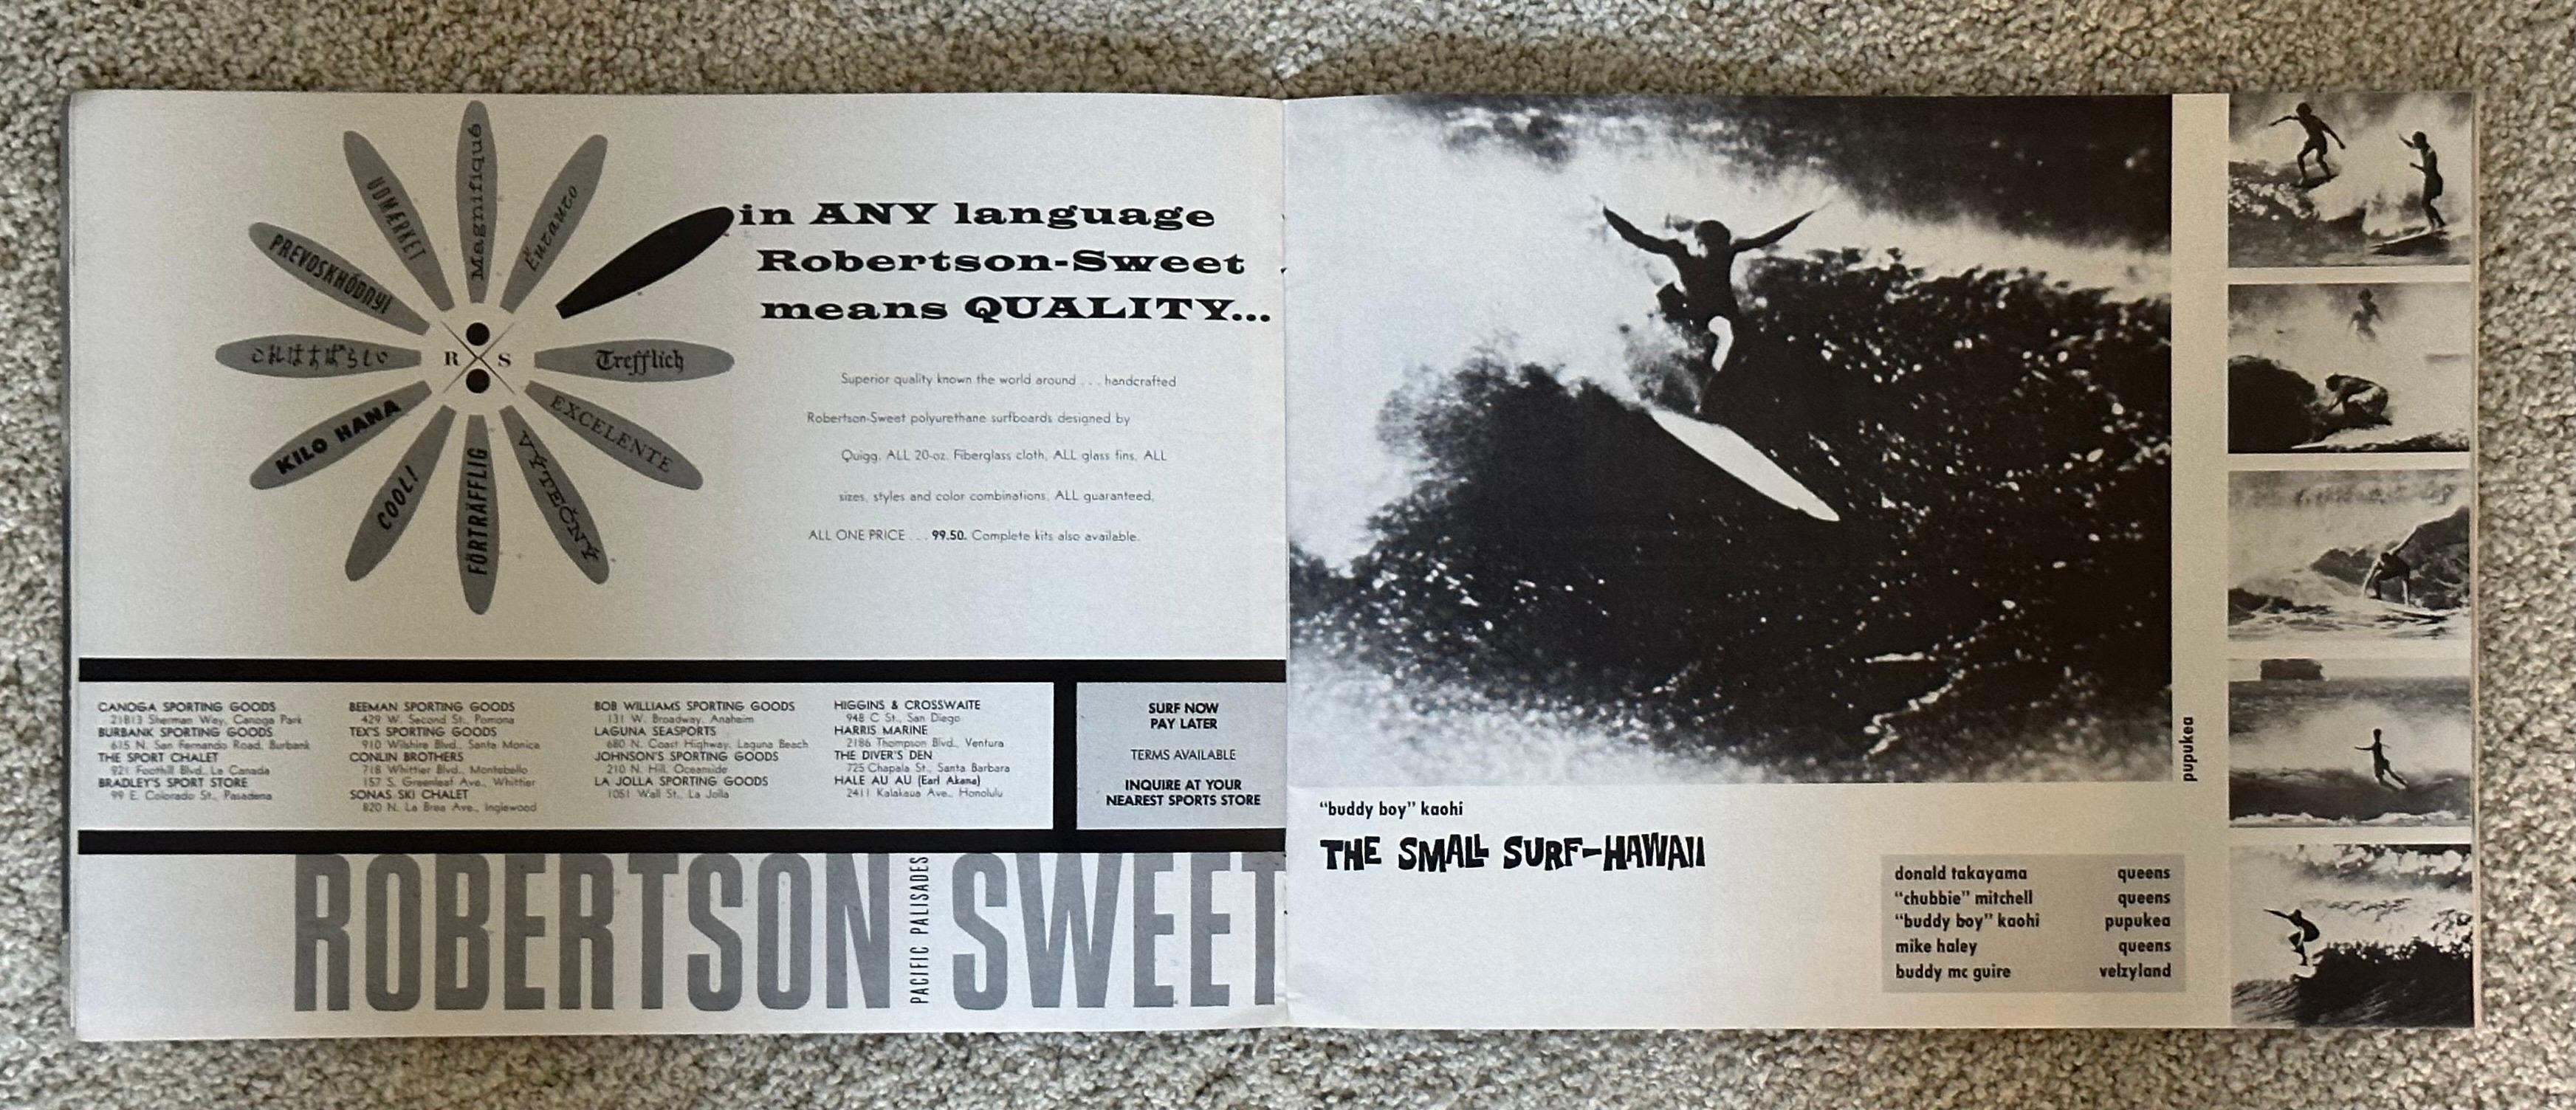 Magnifiqué
UDMÆRKET
PREVOSKHŌDNYI
これはすばらしい
KILO HANA
COOL!
FÖRTRÄFFLIG
VÝTEČNÝ
EXCELENTE
Trefflich
R S
in ANY language
Robertson-Sweet
means QUALITY...
Superior quality known the world around . . . handcrafted
Robertson-Sweet polyurethane surfboards designed by
Quigg. ALL 20-oz. Fiberglass cloth, ALL glass fins, ALL
sizes, styles and color combinations, ALL guaranteed,
ALL ONE PRICE . . . 99.50. Complete kits also available.
CANOGA SPORTING GOODS
21813 Sherman Way, Canoga Park
BURBANK SPORTING GOODS
615 N. San Fernando Road, Burbank
THE SPORT CHALET
921 Foothill Blvd., La Canada
BRADLEY'S SPORT STORE
99 E. Colorado St., Pasadena
BEEMAN SPORTING GOODS
429 W. Second St., Pomona
TEX'S SPORTING GOODS
910 Wilshire Blvd., Santa Monica
CONLIN BROTHERS
718 Whittier Blvd., Montebello
157 S. Greenleaf Ave., Whittier
SONAS SKI CHALET
820 N. La Brea Ave., Inglewood
BOB WILLIAMS SPORTING GOODS
131 W. Broadway, Anaheim
LAGUNA SEASPORTS
680 N. Coast Highway, Laguna Beach
JOHNSON'S SPORTING GOODS
210 N. Hill, Oceanside
LA JOLLA SPORTING GOODS
1051 Wall St., La Jolla
HIGGINS & CROSSWAITE
948 C St., San Diego
HARRIS MARINE
2186 Thompson Blvd., Ventura
THE DIVER'S DEN
725 Chapala St., Santa Barbara
HALE AU AU (Earl Akana)
2411 Kalakaua Ave., Honolulu
SURF NOW
PAY LATER
TERMS AVAILABLE
INQUIRE AT YOUR
NEAREST SPORTS STORE
ROBERTSON SWEET
PACIFIC PALISADES
pupukea
"buddy boy" kaohi
THE SMALL SURF-HAWAII
donald takayama queens
"chubbie" mitchell queens
"buddy boy" kaohi pupukea
mike haley queens
buddy mc guire velzyland